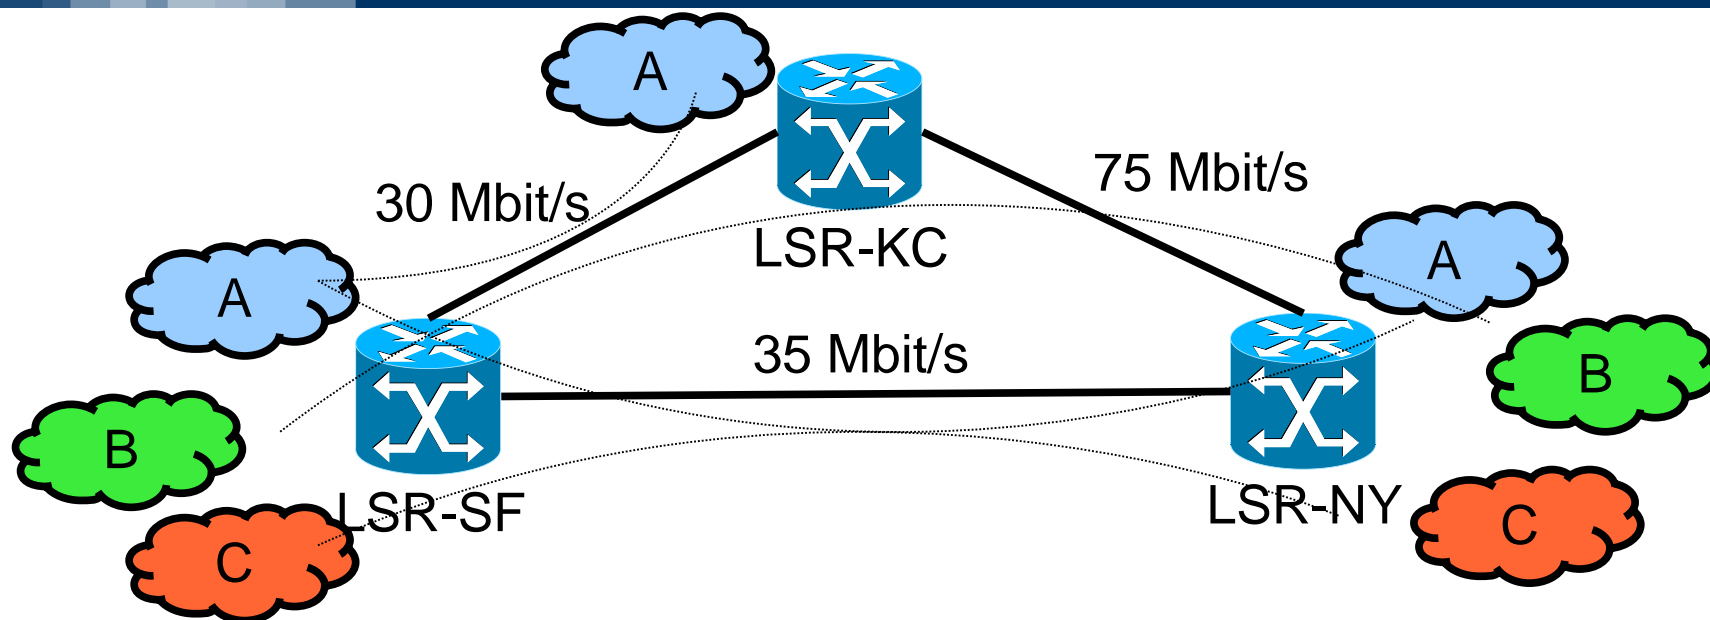 A
30 Mbit/s
75 Mbit/s
LSR-KC
A
A
35 Mbit/s
B
B
LSR-SF
LSR-NY
C
C